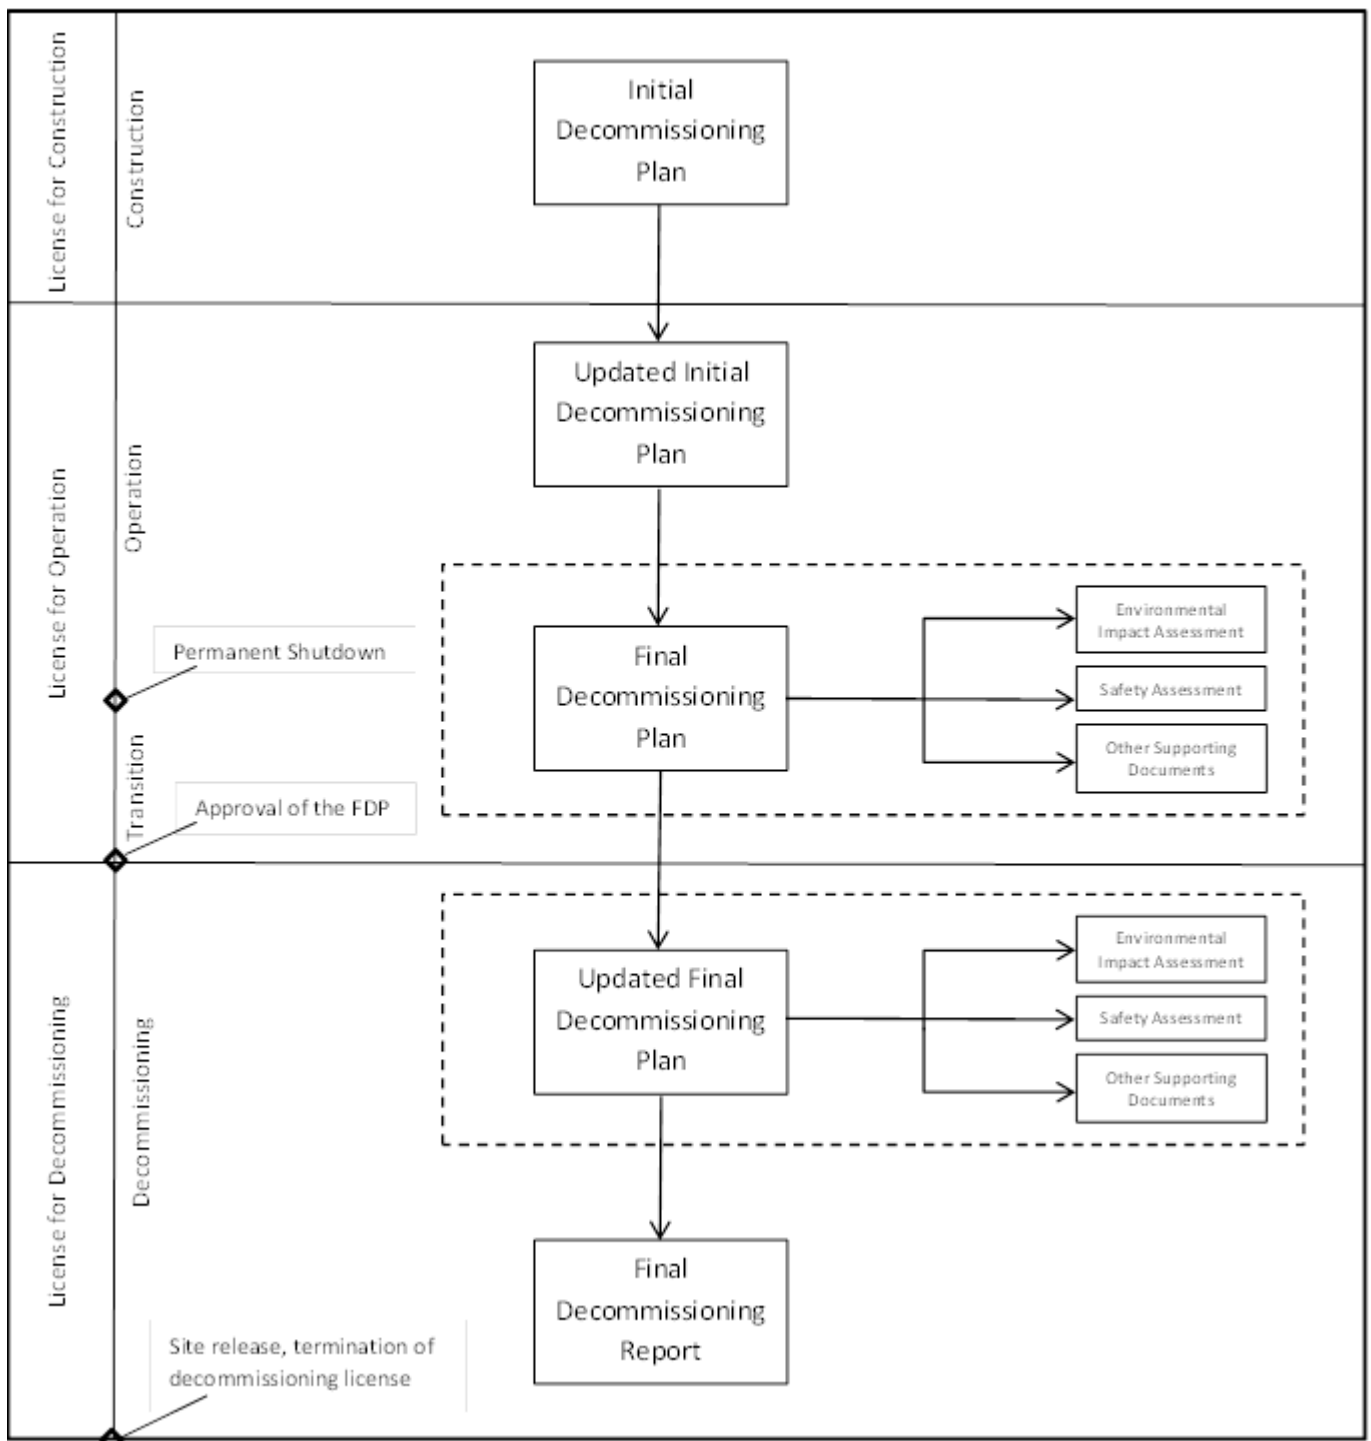 License for Construction
Construction
Initial
Decommissioning
Plan
License for Operation
Operation
Updated Initial
Decommissioning
Plan
Permanent Shutdown
Final
Decommissioning
Plan
Environmental
Impact Assessment
Safety Assessment
Other Supporting
Documents
Transition
Approval of the FDP
License for Decommissioning
Decommissioning
Updated Final
Decommissioning
Plan
Environmental
Impact Assessment
Safety Assessment
Other Supporting
Documents
Final
Decommissioning
Report
Site release, termination of
decommissioning license